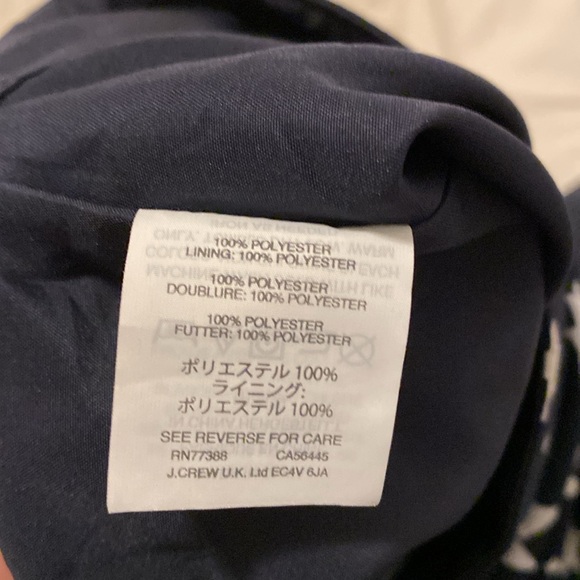 100% POLYESTER
LINING: 100% POLYESTER
100% POLYESTER
DOUBLURE: 100% POLYESTER
100% POLYESTER
FUTTER: 100% POLYESTER
ポリエステル 100%
ライニング:
ポリエステル 100%
SEE REVERSE FOR CARE
RN77388 CA56445
J.CREW U.K. Ltd EC4V 6JA